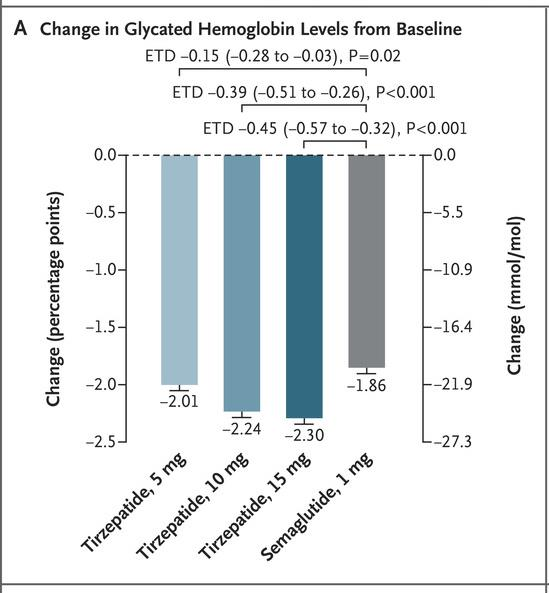 A Change in Glycated Hemoglobin Levels from Baseline
ETD –0.15 (–0.28 to –0.03), P=0.02
ETD –0.39 (–0.51 to –0.26), P<0.001
ETD –0.45 (–0.57 to –0.32), P<0.001
Change (percentage points)
0.0
–0.5
–1.0
–1.5
–2.0
–2.5
–2.01
–2.24
–2.30
–1.86
0.0
–5.5
–10.9
–16.4
–21.9
–27.3
Change (mmol/mol)
Tirzepatide, 5 mg
Tirzepatide, 10 mg
Tirzepatide, 15 mg
Semaglutide, 1 mg